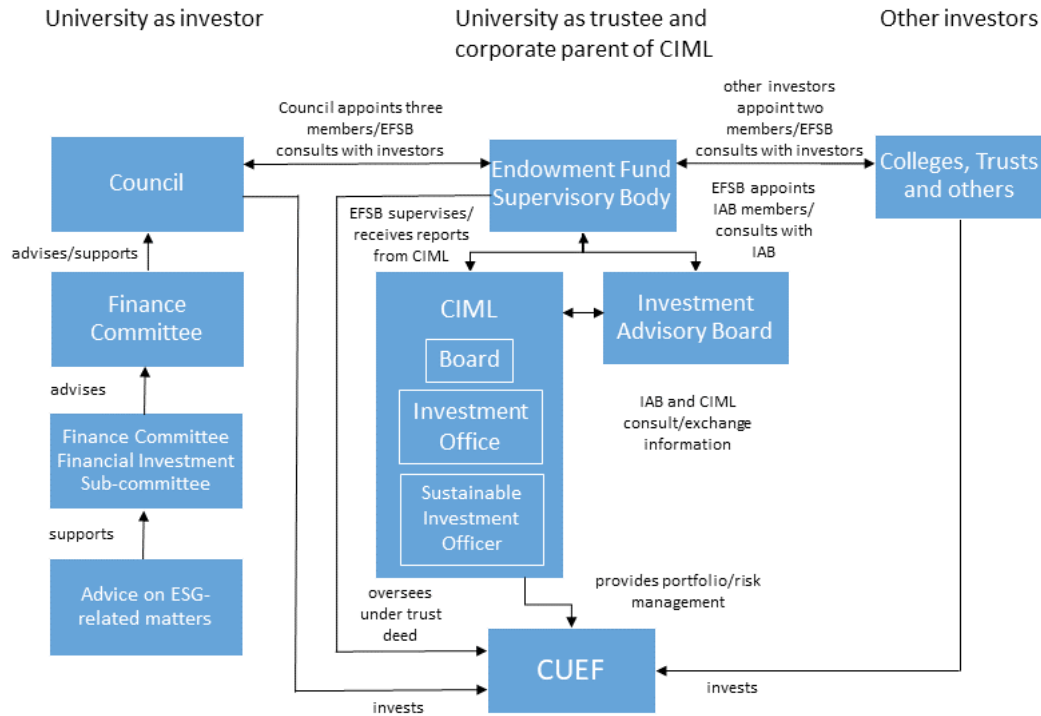 University as investor
University as trustee and
corporate parent of CIML
Other investors
Council appoints three
members/EFSB
consults with investors
other investors
appoint two
members/EFSB
consults with investors
Council
Endowment Fund
Supervisory Body
Colleges, Trusts
and others
advises/supports
EFSB supervises/
receives reports
from CIML
EFSB appoints
IAB members/
consults with
IAB
Finance
Committee
CIML
Board
Investment
Office
Sustainable
Investment
Officer
Investment
Advisory Board
advises
IAB and CIML
consult/exchange
information
Finance Committee
Financial Investment
Sub-committee
supports
Advice on ESG-
related matters
oversees
under trust
deed
provides portfolio/risk
management
CUEF
invests
invests